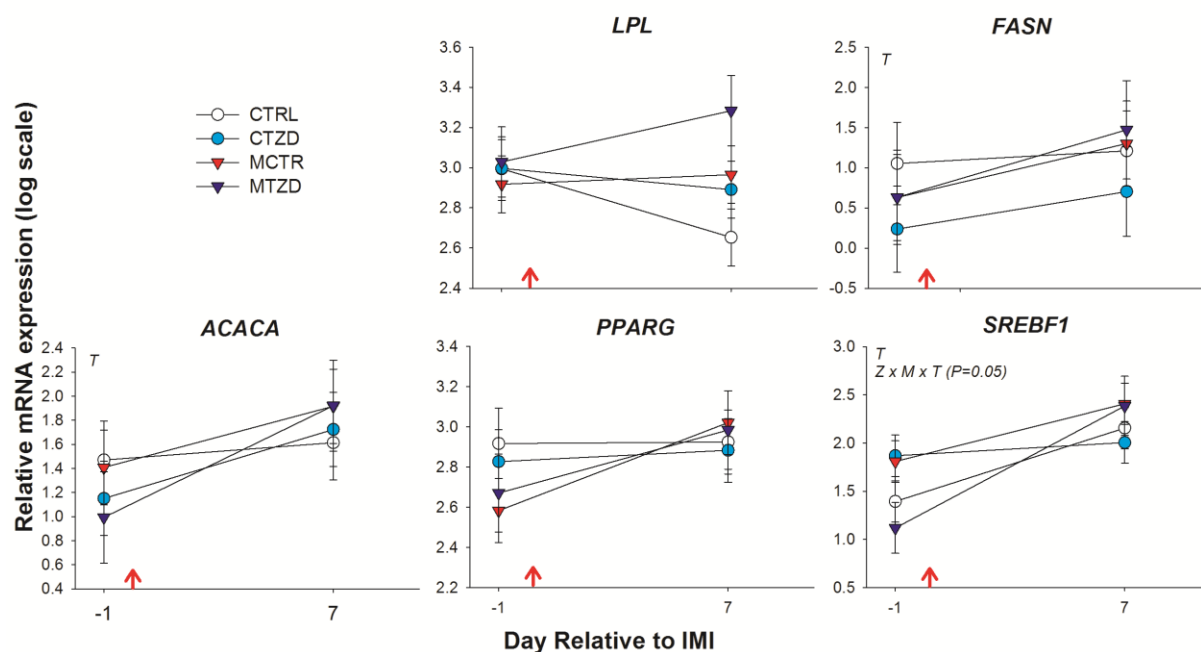 LPL
FASN
CTRL
CTZD
MCTR
MTZD
3.6
3.4
3.2
3.0
2.8
2.6
2.4
2.5
2.0
1.5
1.0
0.5
0.0
-0.5
T
Relative mRNA expression (log scale)
ACACA
PPARG
SREBF1
2.4
2.2
2.0
1.8
1.6
1.4
1.2
1.0
0.8
0.6
0.4
T
-1
7
3.4
3.2
3.0
2.8
2.6
2.4
2.2
-1
7
3.0
2.5
2.0
1.5
1.0
0.5
T
Z x M x T (P=0.05)
-1
7
Day Relative to IMI